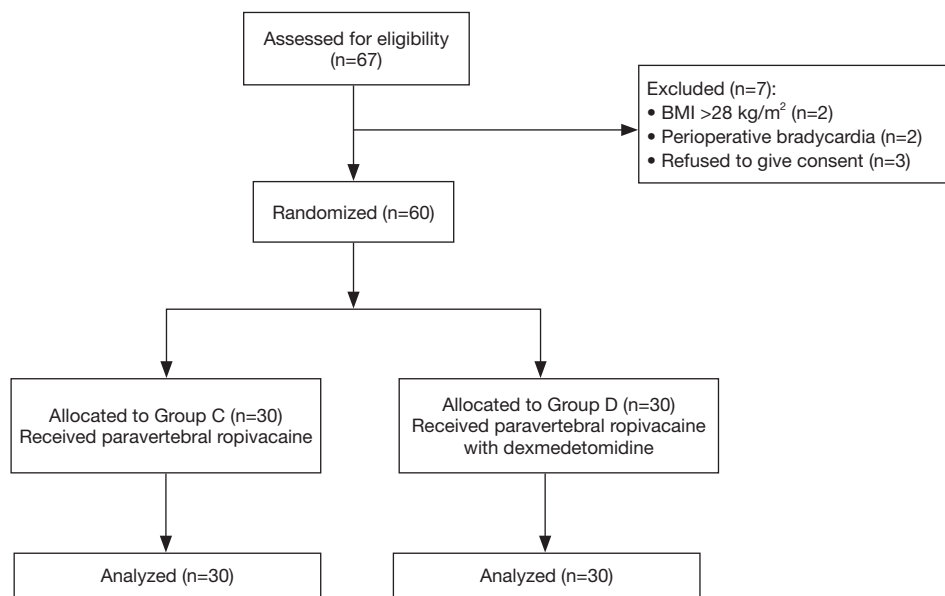 Assessed for eligibility
(n=67)
Excluded (n=7):
• BMI >28 kg/m² (n=2)
• Perioperative bradycardia (n=2)
• Refused to give consent (n=3)
Randomized (n=60)
Allocated to Group C (n=30)
Received paravertebral ropivacaine
Allocated to Group D (n=30)
Received paravertebral ropivacaine
with dexmedetomidine
Analyzed (n=30)
Analyzed (n=30)